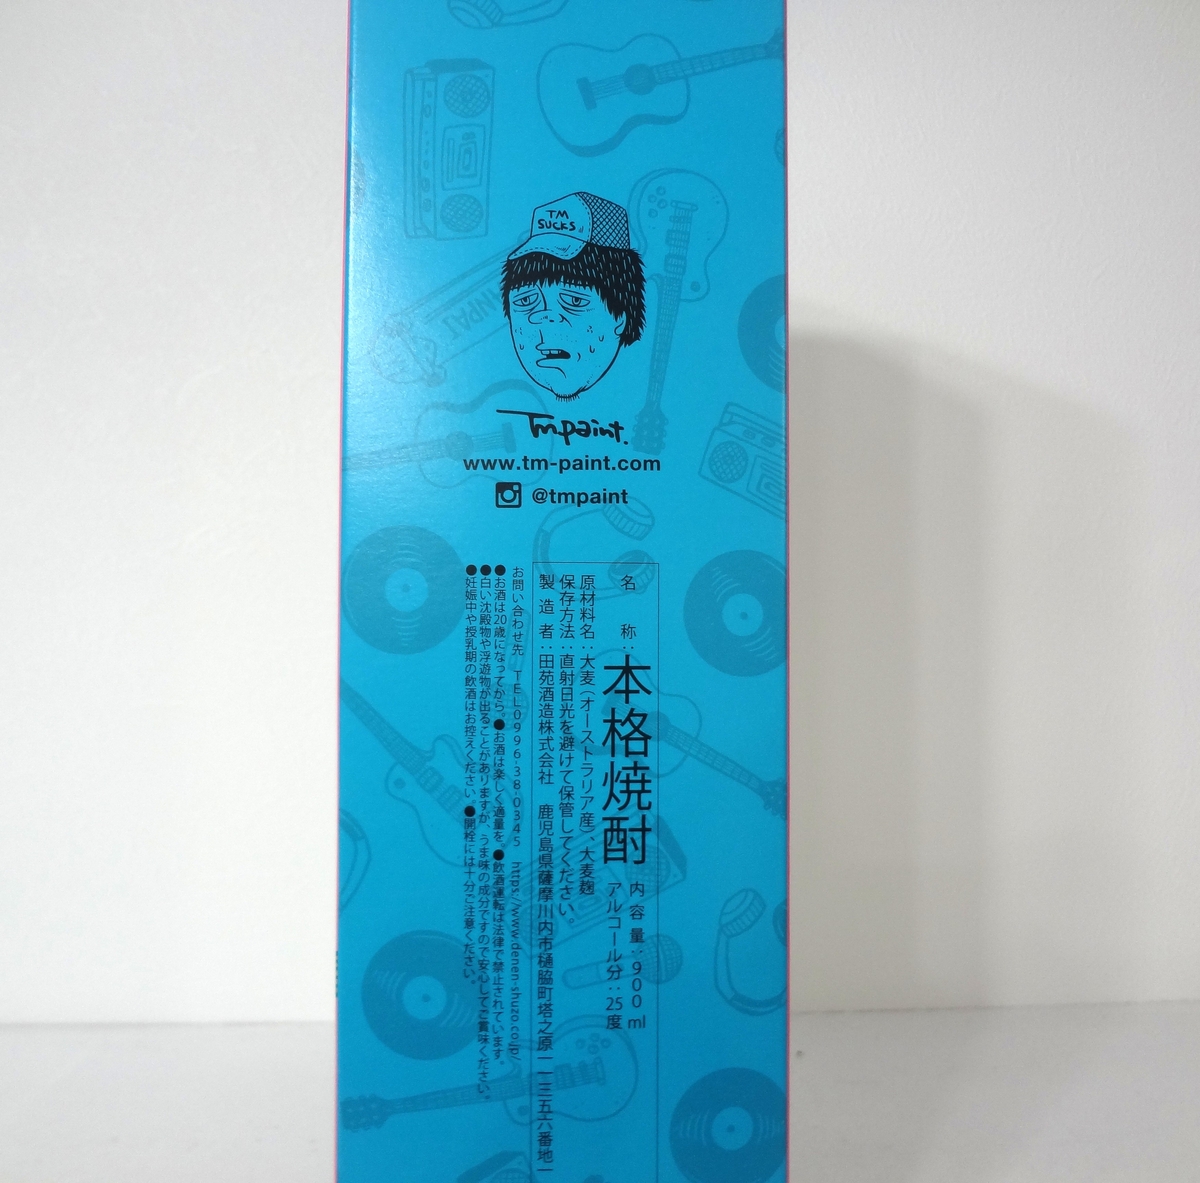 TM
SUCKS
Tmpaint.
www.tm-paint.com
@tmpaint
名 称：本格焼酎
内容量：900ml
アルコール分：25度
原材料名：大麦（オーストラリア産）、大麦麹
保存方法：直射日光を避けて保管してください。
製造者：田苑酒造株式会社 鹿児島県薩摩川内市樋脇町塔之原一一三五六番地一
お問い合わせ先 TEL0996-38-0345 https://www.denen-shuzo.co.jp/
●お酒は20歳になってから。●お酒は楽しく適量を。●飲酒運転は法律で禁止されています。
●白い沈殿物や浮遊物が出ることがありますが、うま味の成分ですので安心してご賞味ください。
●妊娠中や授乳期の飲酒はお控えください。●開栓には十分ご注意ください。